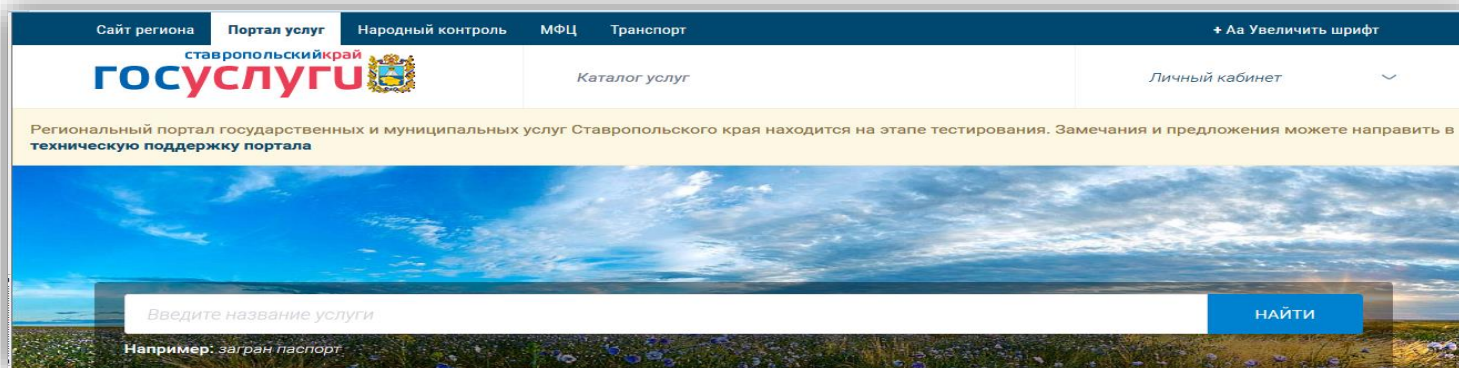 Сайт региона Портал услуг Народный контроль МФЦ Транспорт + Aa Увеличить шрифт
ставропольскийкрай
госуслуги
Каталог услуг Личный кабинет
Региональный портал государственных и муниципальных услуг Ставропольского края находится на этапе тестирования. Замечания и предложения можете направить в
техническую поддержку портала
Введите название услуги НАЙТИ
Например: загран паспорт